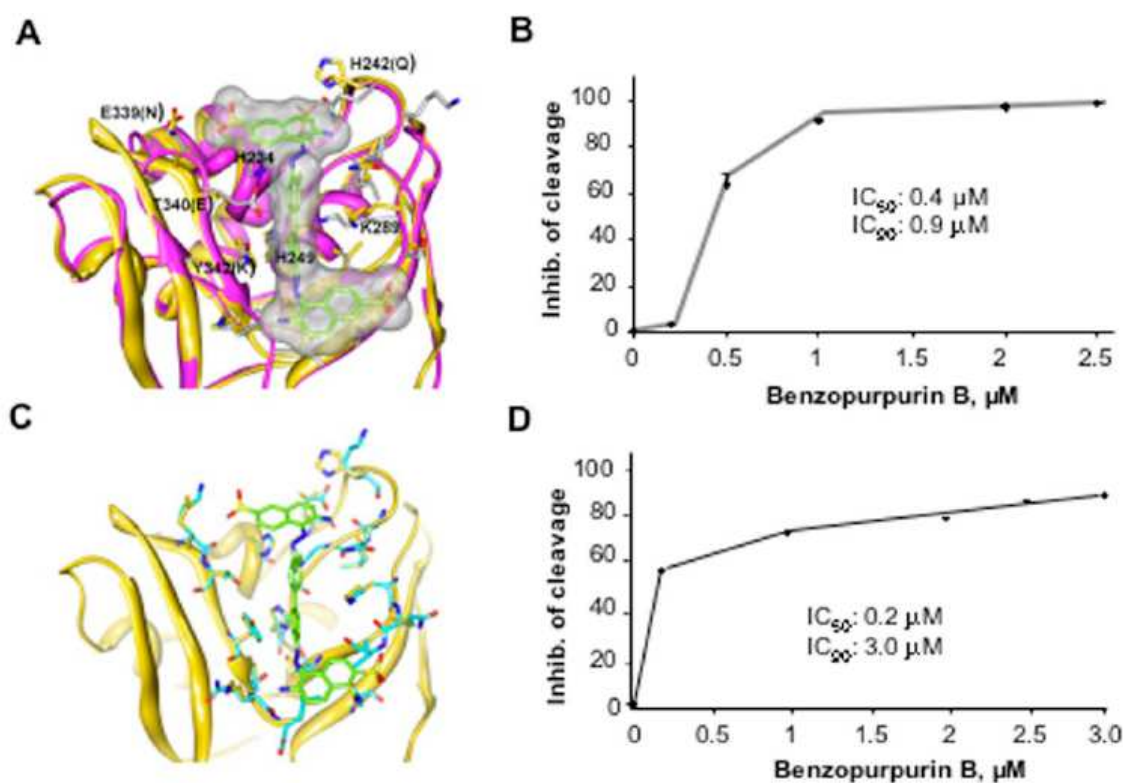 A
H242(Q)
E339(N)
H234
T340(E)
K289
Y342(K)
H249
B
Inhib. of cleavage
100
80
60
40
20
0
0
0.5
1
1.5
2
2.5
IC50: 0.4 µM
IC90: 0.9 µM
Benzopurpurin B, µM
C
D
Inhib. of cleavage
100
80
60
40
20
0
0
0.5
1
1.5
2
2.5
3.0
IC50: 0.2 µM
IC90: 3.0 µM
Benzopurpurin B, µM